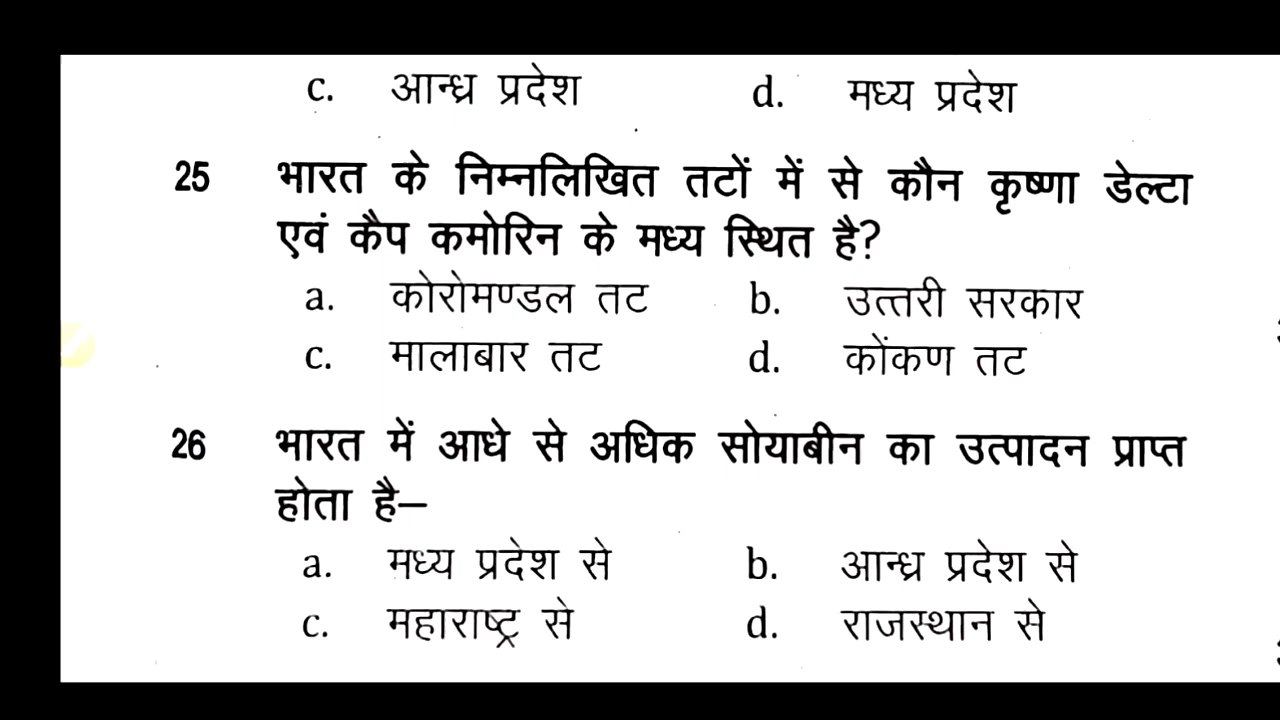 c. आन्ध्र प्रदेश d. मध्य प्रदेश
25 भारत के निम्नलिखित तटों में से कौन कृष्णा डेल्टा
एवं कैप कमोरिन के मध्य स्थित है?
a. कोरोमण्डल तट b. उत्तरी सरकार
c. मालाबार तट d. कोंकण तट
26 भारत में आधे से अधिक सोयाबीन का उत्पादन प्राप्त
होता है–
a. मध्य प्रदेश से b. आन्ध्र प्रदेश से
c. महाराष्ट्र से d. राजस्थान से